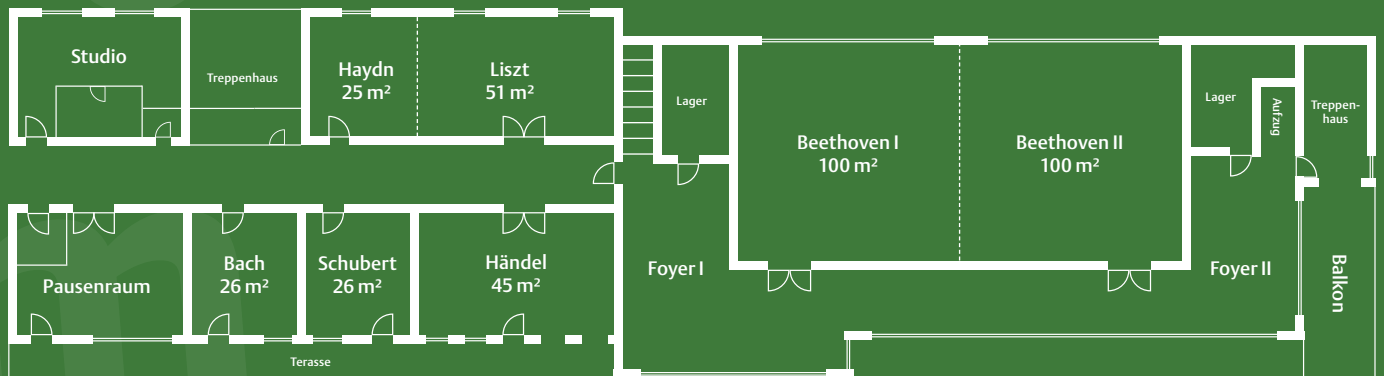 Studio
Treppenhaus
Haydn
25 m²
Liszt
51 m²
Lager
Beethoven I
100 m²
Beethoven II
100 m²
Lager
Aufzug
Treppen-
haus
Pausenraum
Bach
26 m²
Schubert
26 m²
Händel
45 m²
Foyer I
Foyer II
Balkon
Terasse